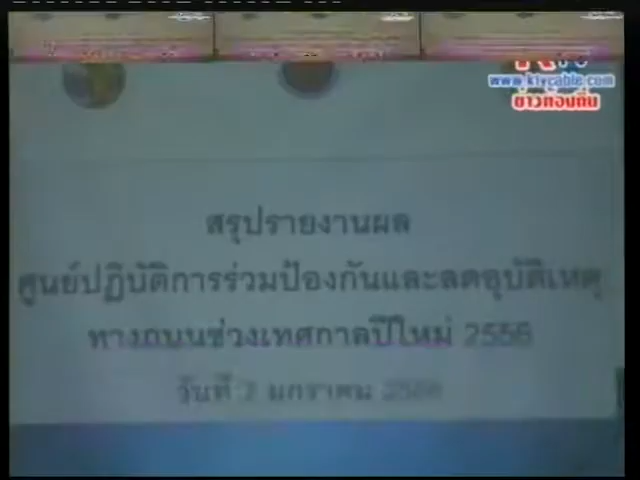 www.ktvcable.com
ข่าวท้องถิ่น
สรุปรายงานผล
ศูนย์ปฏิบัติการร่วมป้องกันและลดอุบัติเหตุ
ทางถนนช่วงเทศกาลปีใหม่ 2556
วันที่ 2 มกราคม 2556